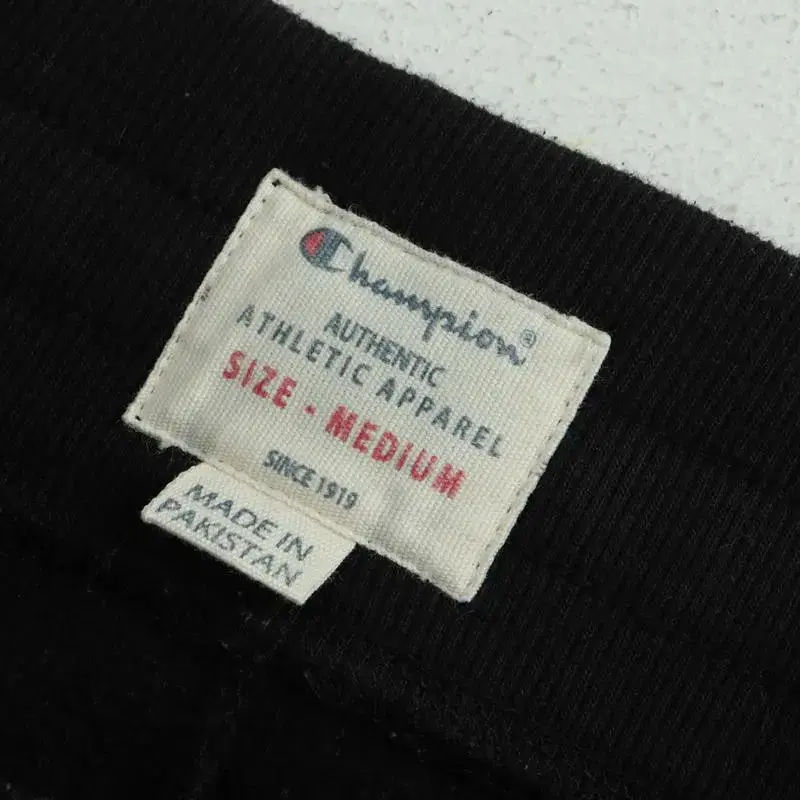 Champion®
AUTHENTIC
ATHLETIC APPAREL
SIZE - MEDIUM
SINCE 1919
MADE IN
PAKISTAN